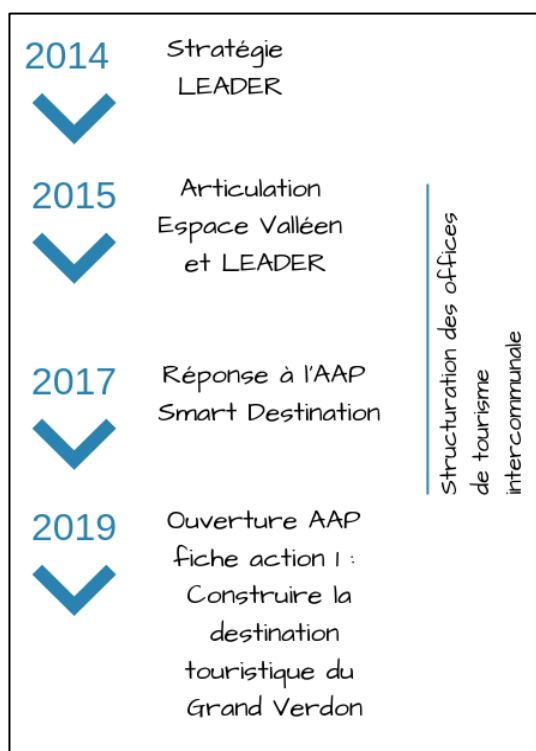 2014
Stratégie
LEADER
2015
Articulation
Espace Valléen
et LEADER
2017
Réponse à l'AAP
Smart Destination
2019
Ouverture AAP
fiche action 1 :
Construire la
destination
touristique du
Grand Verdon
Structuration des offices
de tourisme
intercommunale